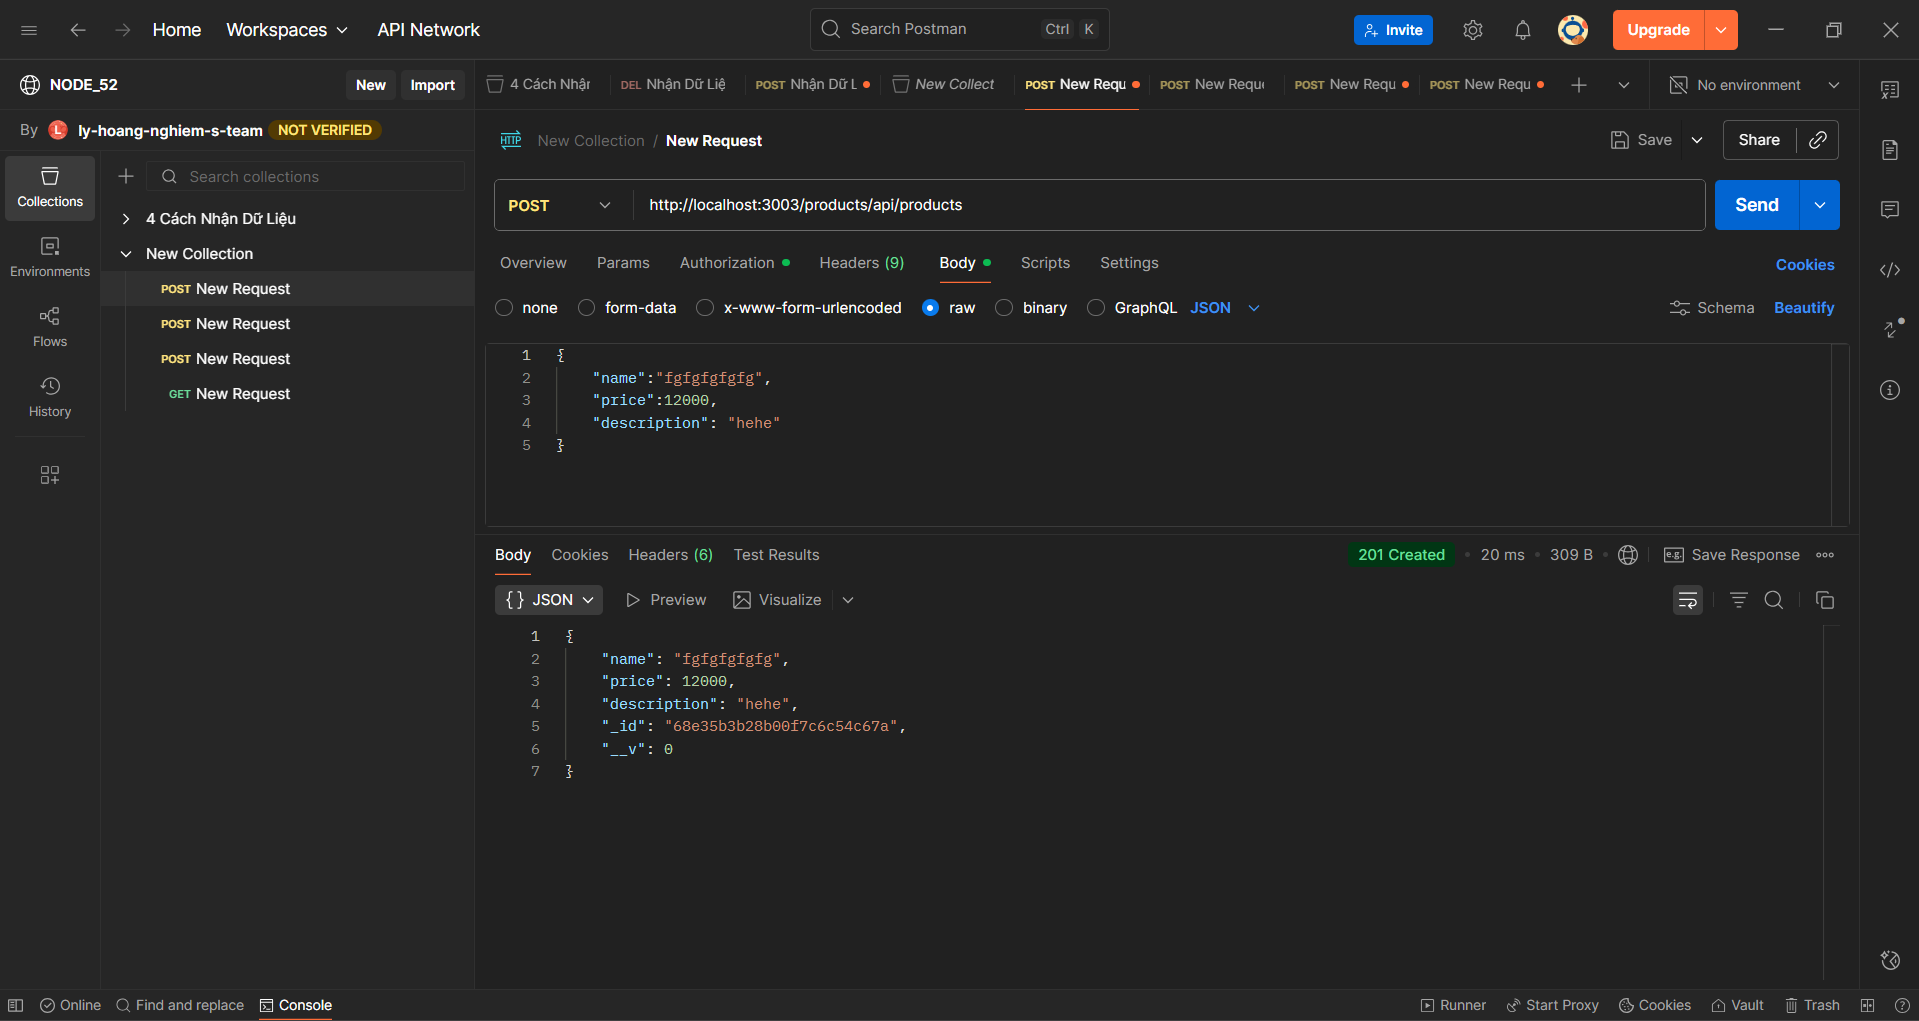 Home Workspaces API Network Search Postman Ctrl K Invite Upgrade
NODE_52 New Import
By L ly-hoang-nghiem-s-team NOT VERIFIED
4 Cách Nhận DEL Nhận Dữ Liệ POST Nhận Dữ L New Collect POST New Requ POST New Reque POST New Requ POST New Requ No environment
HTTP New Collection / New Request Save Share
Collections
Environments
Flows
History
Search collections
4 Cách Nhận Dữ Liệu
New Collection
POST New Request
POST New Request
POST New Request
GET New Request
POST http://localhost:3003/products/api/products Send
Overview Params Authorization Headers (9) Body Scripts Settings Cookies
none form-data x-www-form-urlencoded raw binary GraphQL JSON Schema Beautify
1 {
2 "name":"fgfgfgfgfg",
3 "price":12000,
4 "description": "hehe"
5 }
Body Cookies Headers (6) Test Results 201 Created 20 ms 309 B e.g. Save Response
{} JSON Preview Visualize
1 {
2 "name": "fgfgfgfgfg",
3 "price": 12000,
4 "description": "hehe",
5 "_id": "68e35b3b28b00f7c6c54c67a",
6 "__v": 0
7 }
Online Find and replace Console Runner Start Proxy Cookies Vault Trash